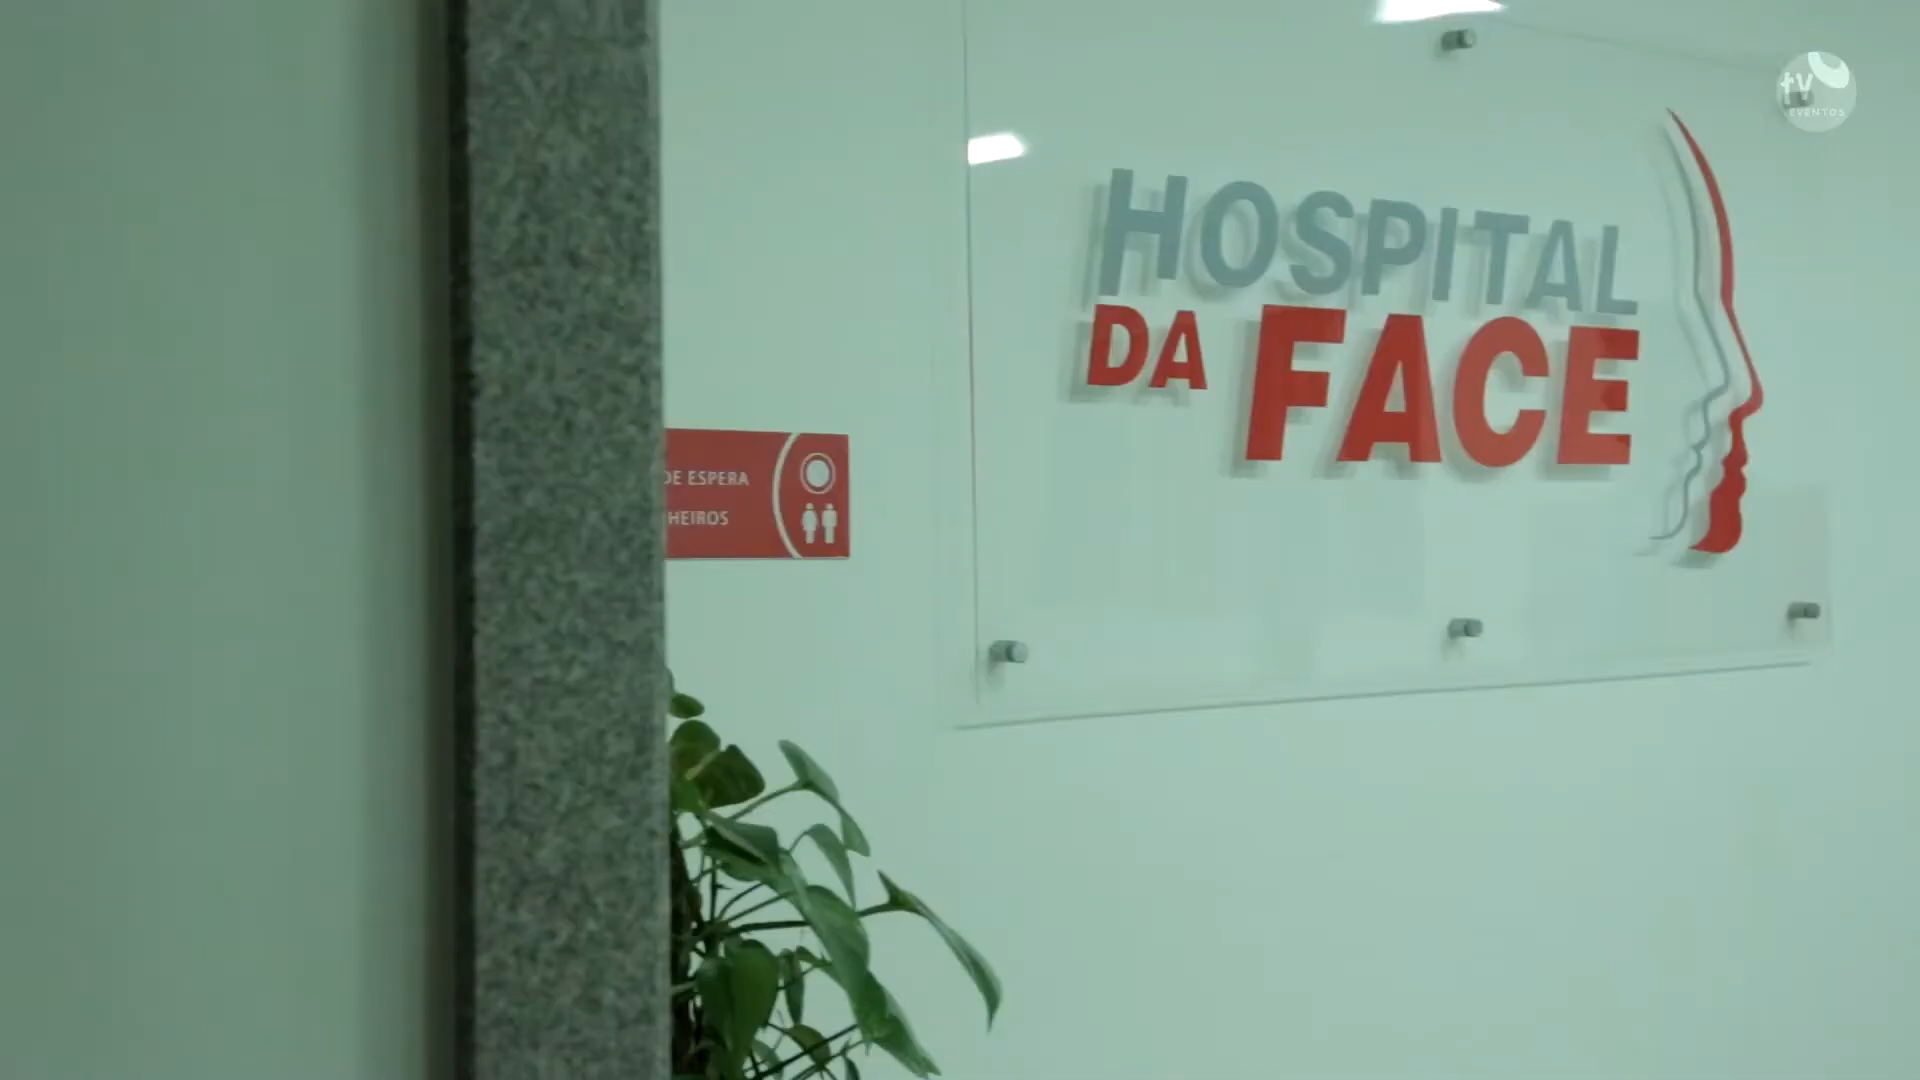 HOSPITAL
DA FACE
DE ESPERA
HEIROS
tv
EVENTOS